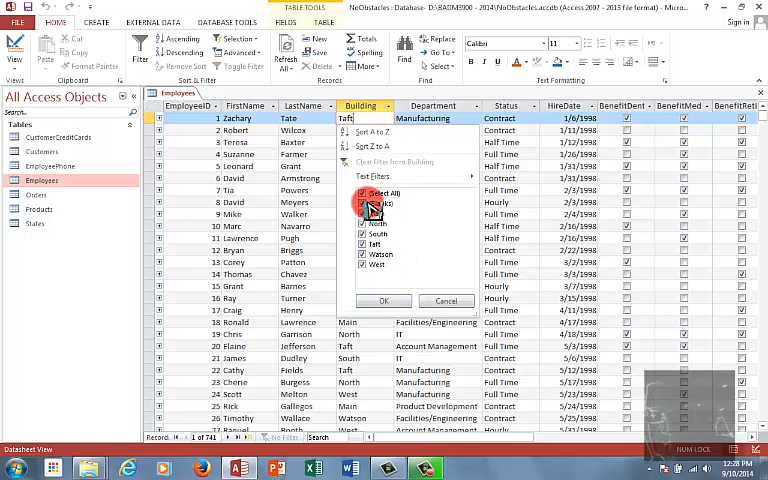 TABLE TOOLS
NoObstacles : Database- D:\BADM3900 - 2014\NoObstacles.accdb (Access 2007 - 2013 file format) - Micros...
Sign in
FILE HOME CREATE EXTERNAL DATA DATABASE TOOLS FIELDS TABLE
View
Views
Paste
Cut
Copy
Format Painter
Clipboard
Filter
Ascending
Descending
Remove Sort
Selection
Advanced
Toggle Filter
Sort & Filter
Refresh All
New
Save
Delete
Totals
Spelling
More
Records
Find
Replace
Go To
Select
Find
Calibri 11
B I U
Text Formatting
All Access Objects
Search...
Tables
CustomerCreditCards
Customers
EmployeePhone
Employees
Orders
Products
States
Employees
EmployeeID FirstName LastName Building Department Status HireDate BenefitDent BenefitMed BenefitReti
1 Zachary Tate Taft Manufacturing Contract 1/6/1998
2 Robert Wilcox Contract 1/11/1998
3 Terry Bruce Half Time 1/12/1998
4 Suzanne Farmer Half Time 1/26/1998
5 Leonard Grant Half Time 1/31/1998
6 David Armstrong Contract 1/31/1998
7 Tia Powers Full Time 2/3/1998
8 David Moody Hourly 2/3/1998
9 Mike Walker Full Time 2/4/1998
10 Marc Navarro Half Time 2/13/1998
11 Lawrence Pugh Half Time 2/16/1998
12 Bryan Briggs Contract 2/23/1998
13 Corey Patton Full Time 3/2/1998
14 Thomas Chavez Full Time 3/3/1998
15 Grant Barnes Hourly 3/7/1998
16 Ray Turner Hourly 3/15/1998
17 Craig Henry Full Time 4/3/1998
18 Ronald Lawrence Main Facilities/Engineering Contract 4/17/1998
19 Chris Garrison North Facilities/Engineering Full Time 4/18/1998
20 Elaine Jefferson Taft Account Management Full Time 5/3/1998
21 James Dudley South IT Contract 5/6/1998
22 Cathy Fields Taft Manufacturing Contract 5/12/1998
23 Cherie Burgess North Manufacturing Full Time 5/17/1998
24 Scott Melton West Manufacturing Full Time 5/23/1998
25 Rick Gallegos Main Product Development Contract 5/25/1998
26 Timothy Wallace Watson Facilities/Engineering Contract 5/31/1998
Sort A to Z
Sort Z to A
Clear filter from Building
Text Filters
(Select All)
North
South
Taft
Watson
West
OK Cancel
Record: 1 of 741 No Filter Search
Datasheet View
NUM LOCK
12:28 PM
9/10/2014